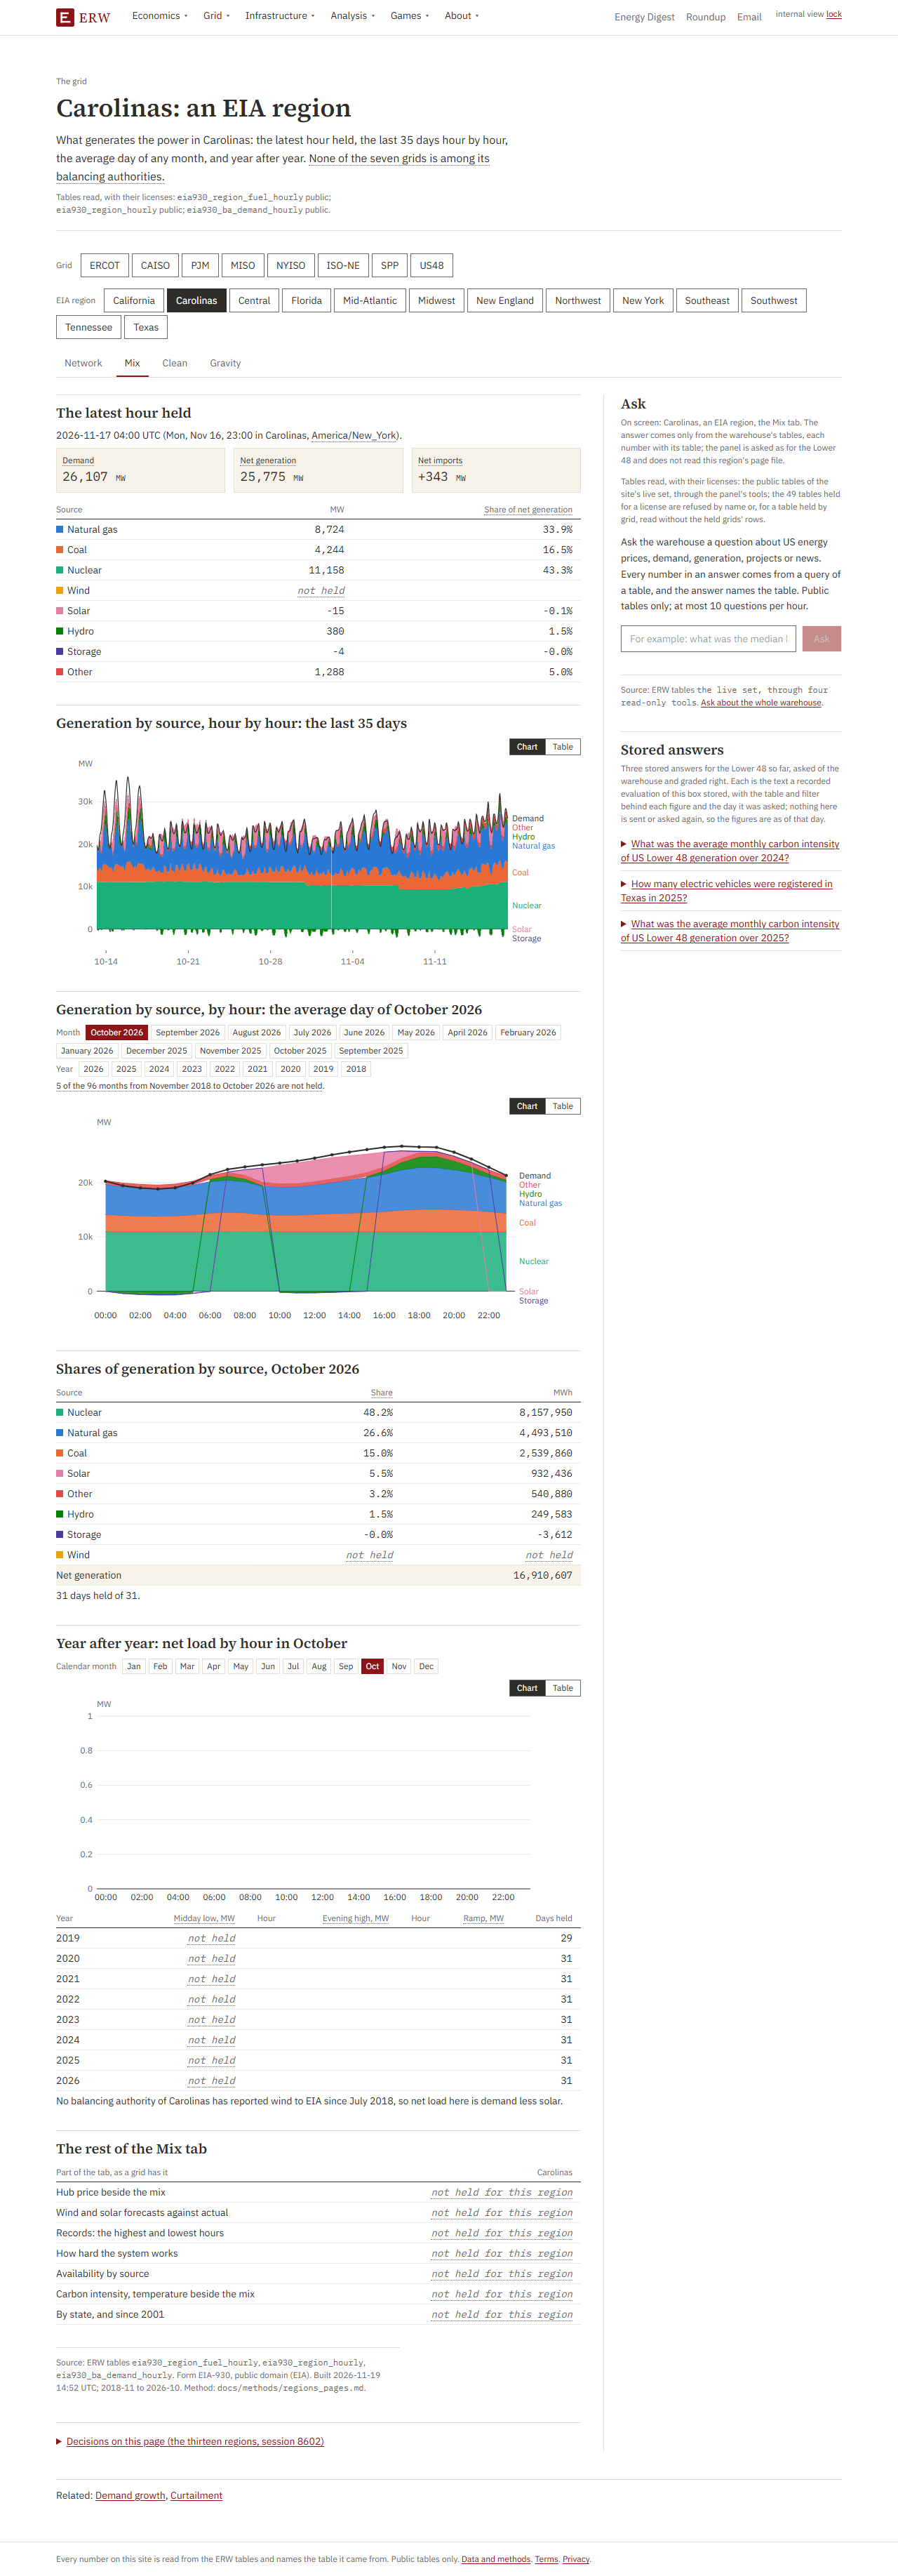 E ERW
Economics Grid Infrastructure Analysis Games About
Energy Digest Roundup Email internal view lock
The grid
Carolinas: an EIA region
What generates the power in Carolinas: the latest hour held, the last 35 days hour by hour,
the average day of any month, and year after year. None of the seven grids is among its
balancing authorities.
Tables read, with their licenses: eia930_region_fuel_hourly public;
eia930_region_hourly public; eia930_ba_demand_hourly public.
Grid ERCOT CAISO PJM MISO NYISO ISO-NE SPP US48
EIA region California Carolinas Central Florida Mid-Atlantic Midwest New England Northwest New York Southeast Southwest
Tennessee Texas
Network Mix Clean Gravity
The latest hour held
2026-11-17 04:00 UTC (Mon, Nov 16, 23:00 in Carolinas, America/New_York).
Demand Net generation Net imports
26,107 MW 25,775 MW +343 MW
Source MW Share of net generation
Natural gas 8,724 33.9%
Coal 4,244 16.5%
Nuclear 11,158 43.3%
Wind not held
Solar -15 -0.1%
Hydro 380 1.5%
Storage -4 -0.0%
Other 1,288 5.0%
Generation by source, hour by hour: the last 35 days
Chart Table
MW
30k
20k
10k
0
Demand
Other
Hydro
Natural gas
Coal
Nuclear
Solar
Storage
10-14 10-21 10-28 11-04 11-11
Generation by source, by hour: the average day of October 2026
Month October 2026 September 2026 August 2026 July 2026 June 2026 May 2026 April 2026 February 2026
January 2026 December 2025 November 2025 October 2025 September 2025
Year 2026 2025 2024 2023 2022 2021 2020 2019 2018
5 of the 96 months from November 2018 to October 2026 are not held.
Chart Table
MW
20k
10k
0
Demand
Other
Hydro
Natural gas
Coal
Nuclear
Solar
Storage
00:00 02:00 04:00 06:00 08:00 10:00 12:00 14:00 16:00 18:00 20:00 22:00
Shares of generation by source, October 2026
Source Share MWh
Nuclear 48.2% 8,157,950
Natural gas 26.6% 4,493,510
Coal 15.0% 2,539,860
Solar 5.5% 932,436
Other 3.2% 540,880
Hydro 1.5% 249,583
Storage -0.0% -3,612
Wind not held not held
Net generation 16,910,607
31 days held of 31.
Year after year: net load by hour in October
Calendar month Jan Feb Mar Apr May Jun Jul Aug Sep Oct Nov Dec
Chart Table
MW
1
0.8
0.6
0.4
0.2
0
00:00 02:00 04:00 06:00 08:00 10:00 12:00 14:00 16:00 18:00 20:00 22:00
Year Midday low, MW Hour Evening high, MW Hour Ramp, MW Days held
2019 not held 29
2020 not held 31
2021 not held 31
2022 not held 31
2023 not held 31
2024 not held 31
2025 not held 31
2026 not held 31
No balancing authority of Carolinas has reported wind to EIA since July 2018, so net load here is demand less solar.
The rest of the Mix tab
Part of the tab, as a grid has it Carolinas
Hub price beside the mix not held for this region
Wind and solar forecasts against actual not held for this region
Records: the highest and lowest hours not held for this region
How hard the system works not held for this region
Availability by source not held for this region
Carbon intensity, temperature beside the mix not held for this region
By state, and since 2001 not held for this region
Source: ERW tables eia930_region_fuel_hourly, eia930_region_hourly,
eia930_ba_demand_hourly. Form EIA-930, public domain (EIA). Built 2026-11-19
14:52 UTC; 2018-11 to 2026-10. Method: docs/methods/regions_pages.md.
Decisions on this page (the thirteen regions, session 8602)
Ask
On screen: Carolinas, an EIA region, the Mix tab. The
answer comes only from the warehouse's tables, each
number with its table; the panel is asked as for the Lower
48 and does not read this region's page file.
Tables read, with their licenses: the public tables of the
site's live set, through the panel's tools; the 49 tables held
for a license are refused by name or, for a table held by
grid, read without the held grids' rows.
Ask the warehouse a question about US energy
prices, demand, generation, projects or news.
Every number in an answer comes from a query of
a table, and the answer names the table. Public
tables only; at most 10 questions per hour.
For example: what was the median l Ask
Source: ERW tables the live set, through four
read-only tools. Ask about the whole warehouse.
Stored answers
Three stored answers for the Lower 48 so far, asked of the
warehouse and graded right. Each is the text a recorded
evaluation of this box stored, with the table and filter
behind each figure and the day it was asked; nothing here
is sent or asked again, so the figures are as of that day.
What was the average monthly carbon intensity
of US Lower 48 generation over 2024?
How many electric vehicles were registered in
Texas in 2025?
What was the average monthly carbon intensity
of US Lower 48 generation over 2025?
Related: Demand growth, Curtailment
Every number on this site is read from the ERW tables and names the table it came from. Public tables only. Data and methods. Terms. Privacy.